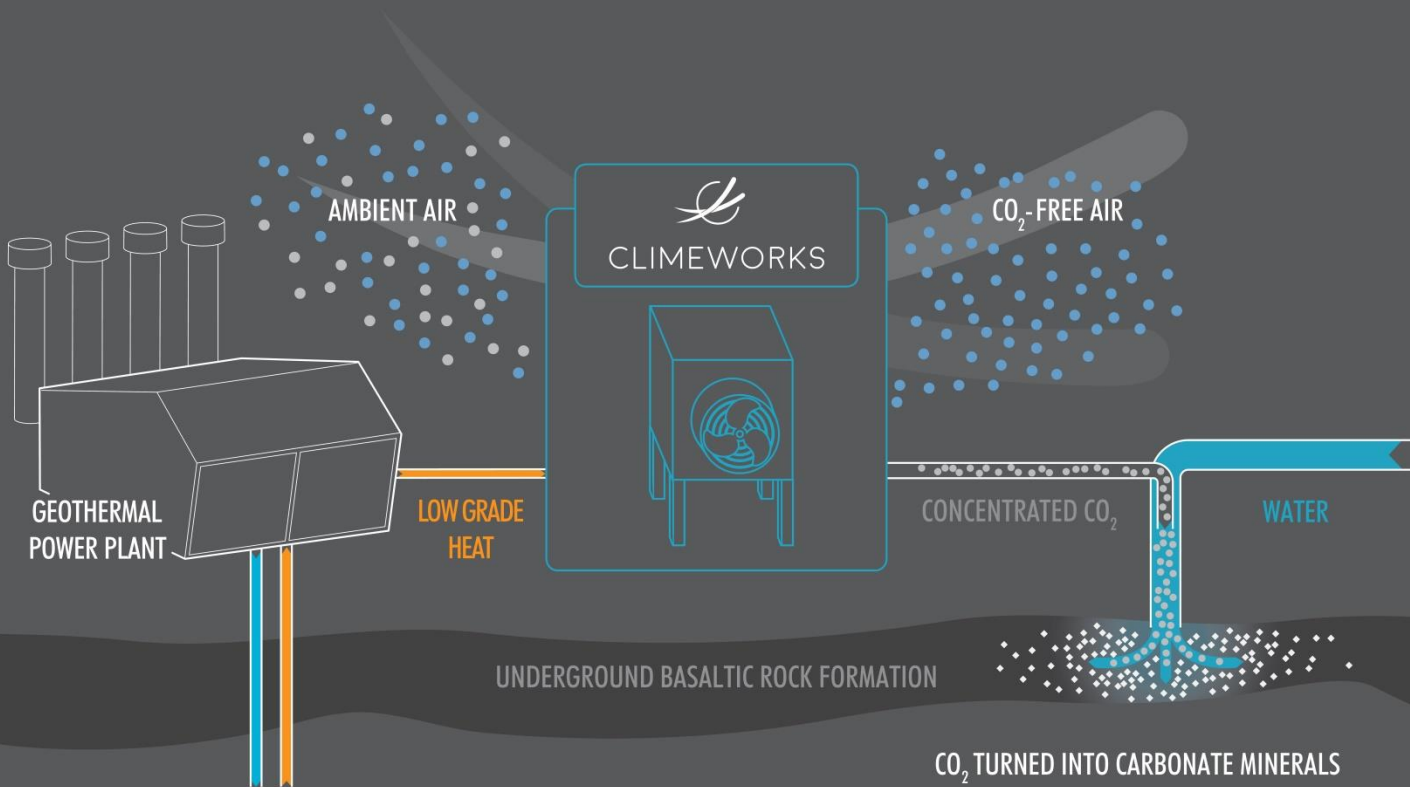 AMBIENT AIR
CLIMEWORKS
CO₂-FREE AIR
GEOTHERMAL
POWER PLANT
LOW GRADE
HEAT
CONCENTRATED CO₂
WATER
UNDERGROUND BASALTIC ROCK FORMATION
CO₂ TURNED INTO CARBONATE MINERALS